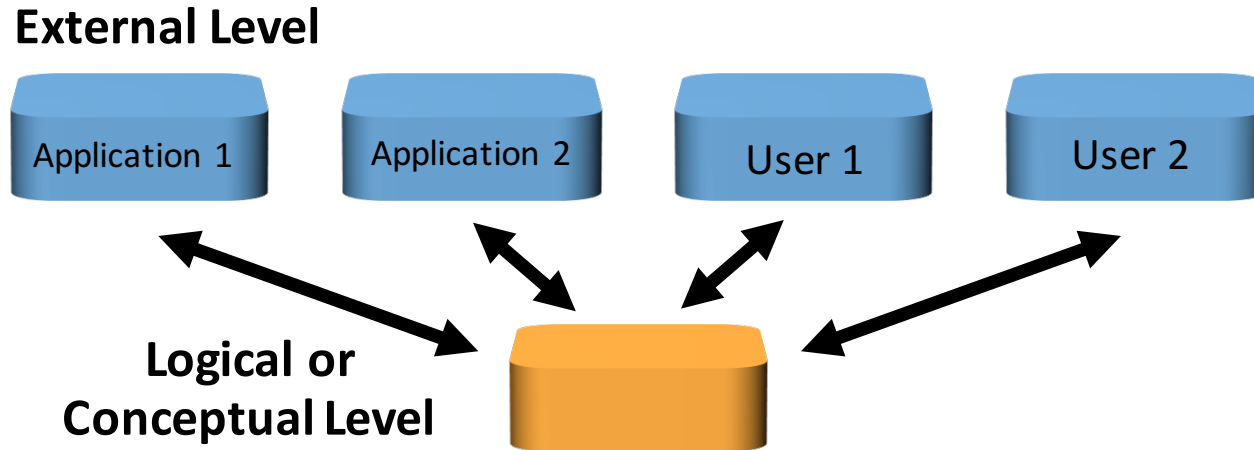 External Level
Application 1
Application 2
User 1
User 2
Logical or
Conceptual Level